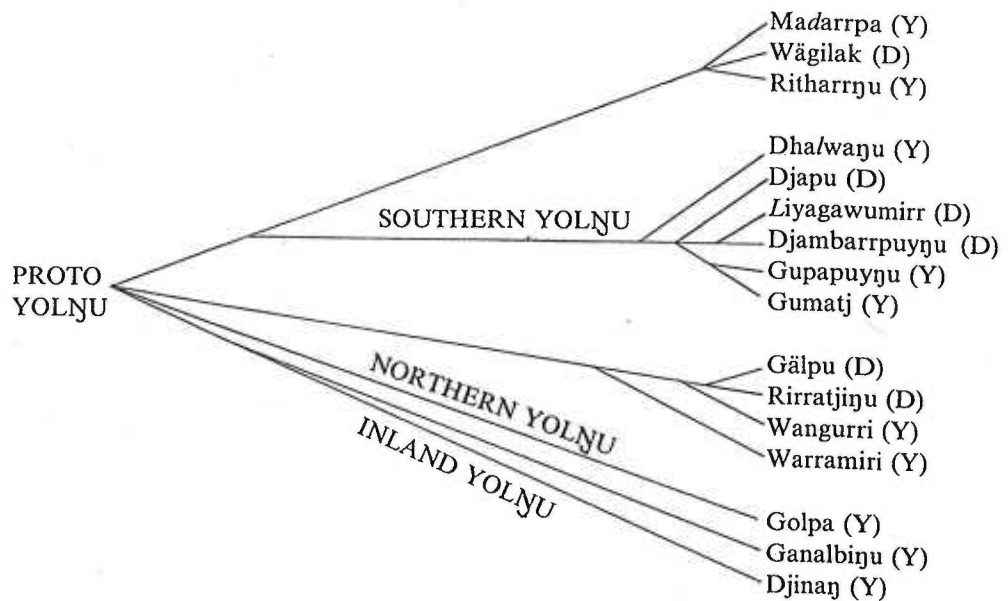 Madarrpa (Y)
Wägilak (D)
Ritharrŋu (Y)
Dhalwaŋu (Y)
Djapu (D)
Liyagawumirr (D)
Djambarrpuyŋu (D)
Gupapuyŋu (Y)
Gumatj (Y)
SOUTHERN YOLŊU
PROTO
YOLŊU
Gälpu (D)
Rirratjiŋu (D)
Wangurri (Y)
Warramiri (Y)
NORTHERN YOLŊU
INLAND YOLŊU
Golpa (Y)
Ganalbiŋu (Y)
Djinaŋ (Y)